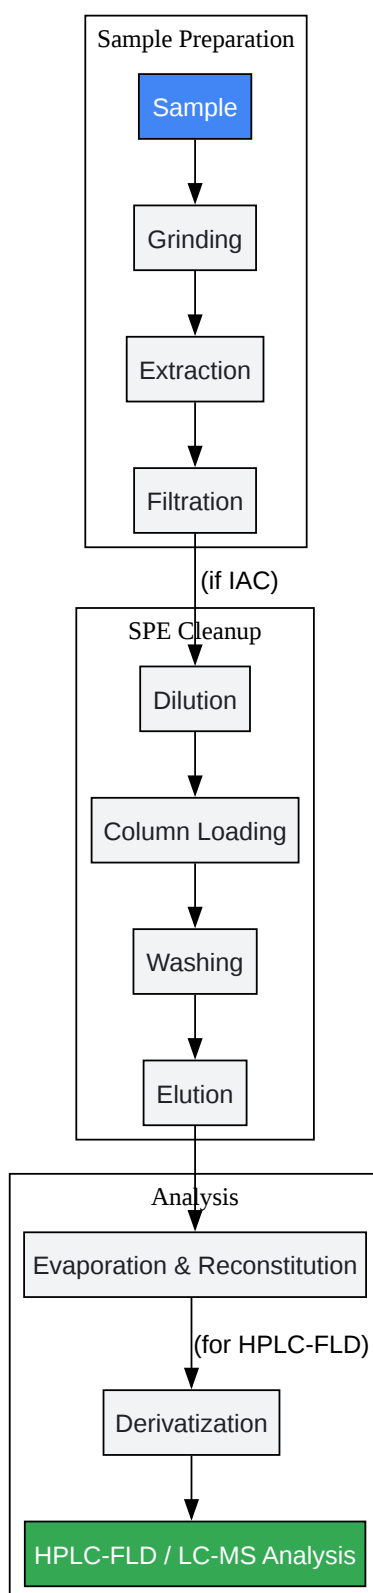 Sample Preparation
Sample
Grinding
Extraction
Filtration
(if IAC)
SPE Cleanup
Dilution
Column Loading
Washing
Elution
Analysis
Evaporation & Reconstitution
(for HPLC-FLD)
Derivatization
HPLC-FLD / LC-MS Analysis